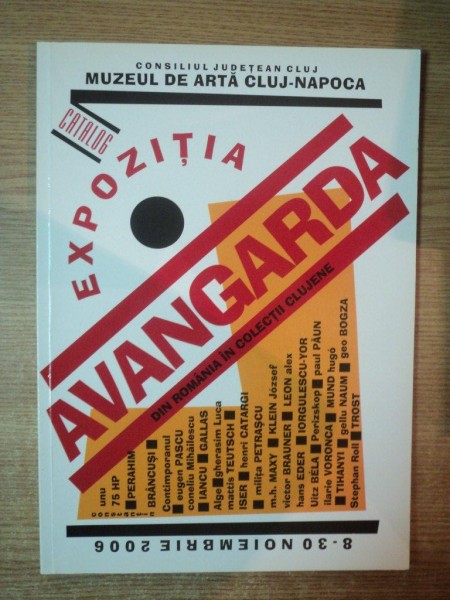 CONSILIUL JUDEȚEAN CLUJ
MUZEUL DE ARTĂ CLUJ-NAPOCA
CATALOG
EXPOZIȚIA
AVANGARDA
DIN ROMÂNIA ÎN COLECȚII CLUJENE
unu
75 HP
constantin
PERAHIM
BRÂNCUSI
Contimporanul
eugen PASCU
corneliu Mihăilescu
IANCU GALLAS
Alge gherasim Luca
mattis TEUTSCH
ISER henri CATARGI
milița PETRAȘCU
m.h. MAXY KLEIN József
victor BRAUNER LEON alex
hans EDER IORGULESCU-YOR
Uitz BÉLA Perizskop paul PĂUN
ilarie VORONCA MUND hugó
TIHANYI gellu NAUM geo BOGZA
Stephan Roll TROST
8 - 30 NOIEMBRIE 2006